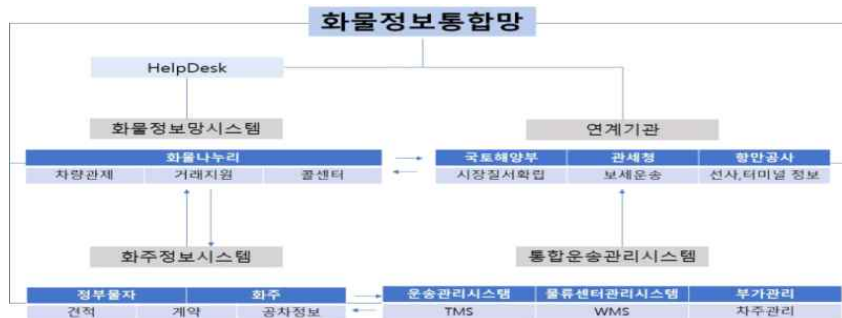 화물정보통합망
HelpDesk
화물정보망시스템
연계기관
화물나누리
국토해양부 관세청 항만공사
차량관제 거래지원 콜센터
시장질서확립 보세운송 선사,터미널 정보
화주정보시스템
통합운송관리시스템
정부물자 화주
운송관리시스템 물류센터관리시스템 부가관리
견적 계약 공차정보
TMS WMS 차주관리